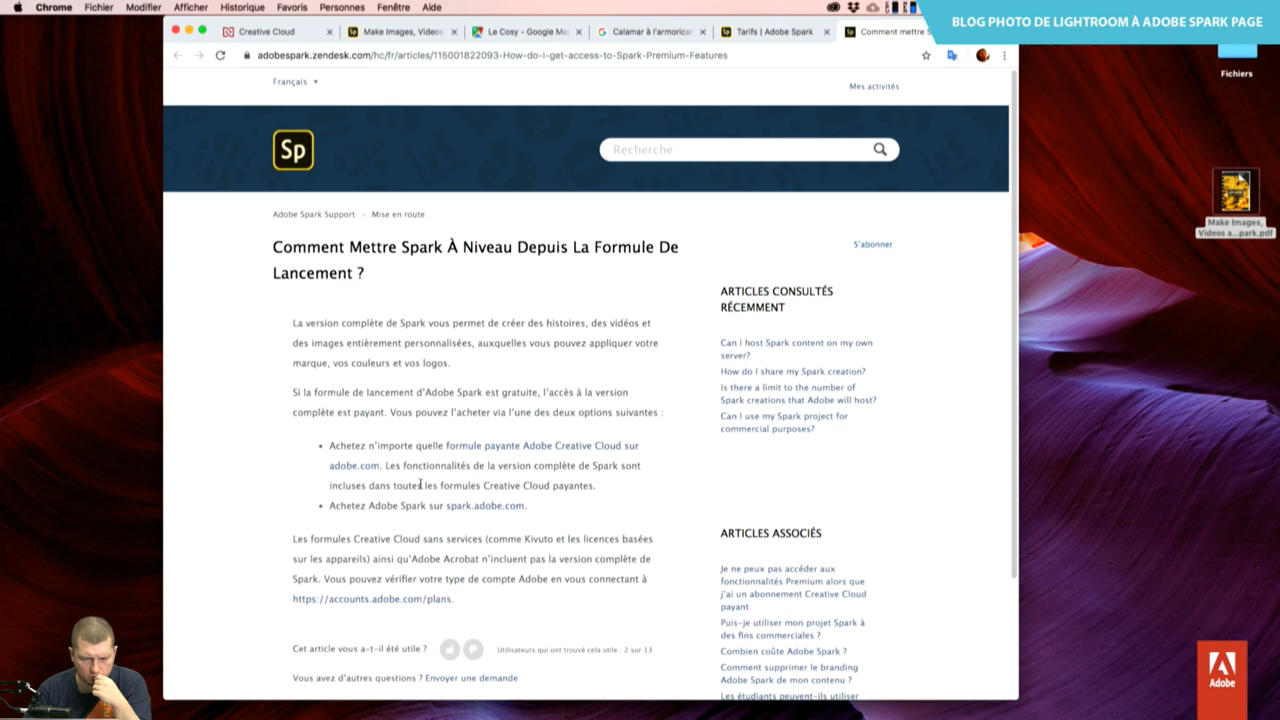 Chrome Fichier Modifier Afficher Historique Favoris Personnes Fenêtre Aide
BLOG PHOTO DE LIGHTROOM À ADOBE SPARK PAGE
Creative Cloud
Make Images, Videos
Le Cosy - Google Ma
Calamar à l'armorica
Tarifs | Adobe Spark
Comment mettre S
adobespark.zendesk.com/hc/fr/articles/115001822093-How-do-I-get-access-to-Spark-Premium-Features
Fichiers
Français
Mes activités
Sp
Recherche
Make Images,
Videos a...park.pdf
Adobe Spark Support > Mise en route
Comment Mettre Spark À Niveau Depuis La Formule De
Lancement ?
S'abonner
La version complète de Spark vous permet de créer des histoires, des vidéos et
des images entièrement personnalisées, auxquelles vous pouvez appliquer votre
marque, vos couleurs et vos logos.
Si la formule de lancement d'Adobe Spark est gratuite, l'accès à la version
complète est payant. Vous pouvez l'acheter via l'une des deux options suivantes :
• Achetez n'importe quelle formule payante Adobe Creative Cloud sur
adobe.com. Les fonctionnalités de la version complète de Spark sont
incluses dans toutes les formules Creative Cloud payantes.
• Achetez Adobe Spark sur spark.adobe.com.
Les formules Creative Cloud sans services (comme Kivuto et les licences basées
sur les appareils) ainsi qu'Adobe Acrobat n'incluent pas la version complète de
Spark. Vous pouvez vérifier votre type de compte Adobe en vous connectant à
https://accounts.adobe.com/plans.
Cet article vous a-t-il été utile ?
Utilisateurs qui ont trouvé cela utile : 2 sur 13
Vous avez d'autres questions ? Envoyer une demande
ARTICLES CONSULTÉS
RÉCEMMENT
Can I host Spark content on my own
server?
How do I share my Spark creation?
Is there a limit to the number of
Spark creations that Adobe will host?
Can I use my Spark project for
commercial purposes?
ARTICLES ASSOCIÉS
Je ne peux pas accéder aux
fonctionnalités Premium alors que
j'ai un abonnement Creative Cloud
payant
Puis-je utiliser mon projet Spark à
des fins commerciales ?
Combien coûte Adobe Spark ?
Comment supprimer le branding
Adobe Spark de mon contenu ?
Les étudiants peuvent-ils utiliser
Adobe